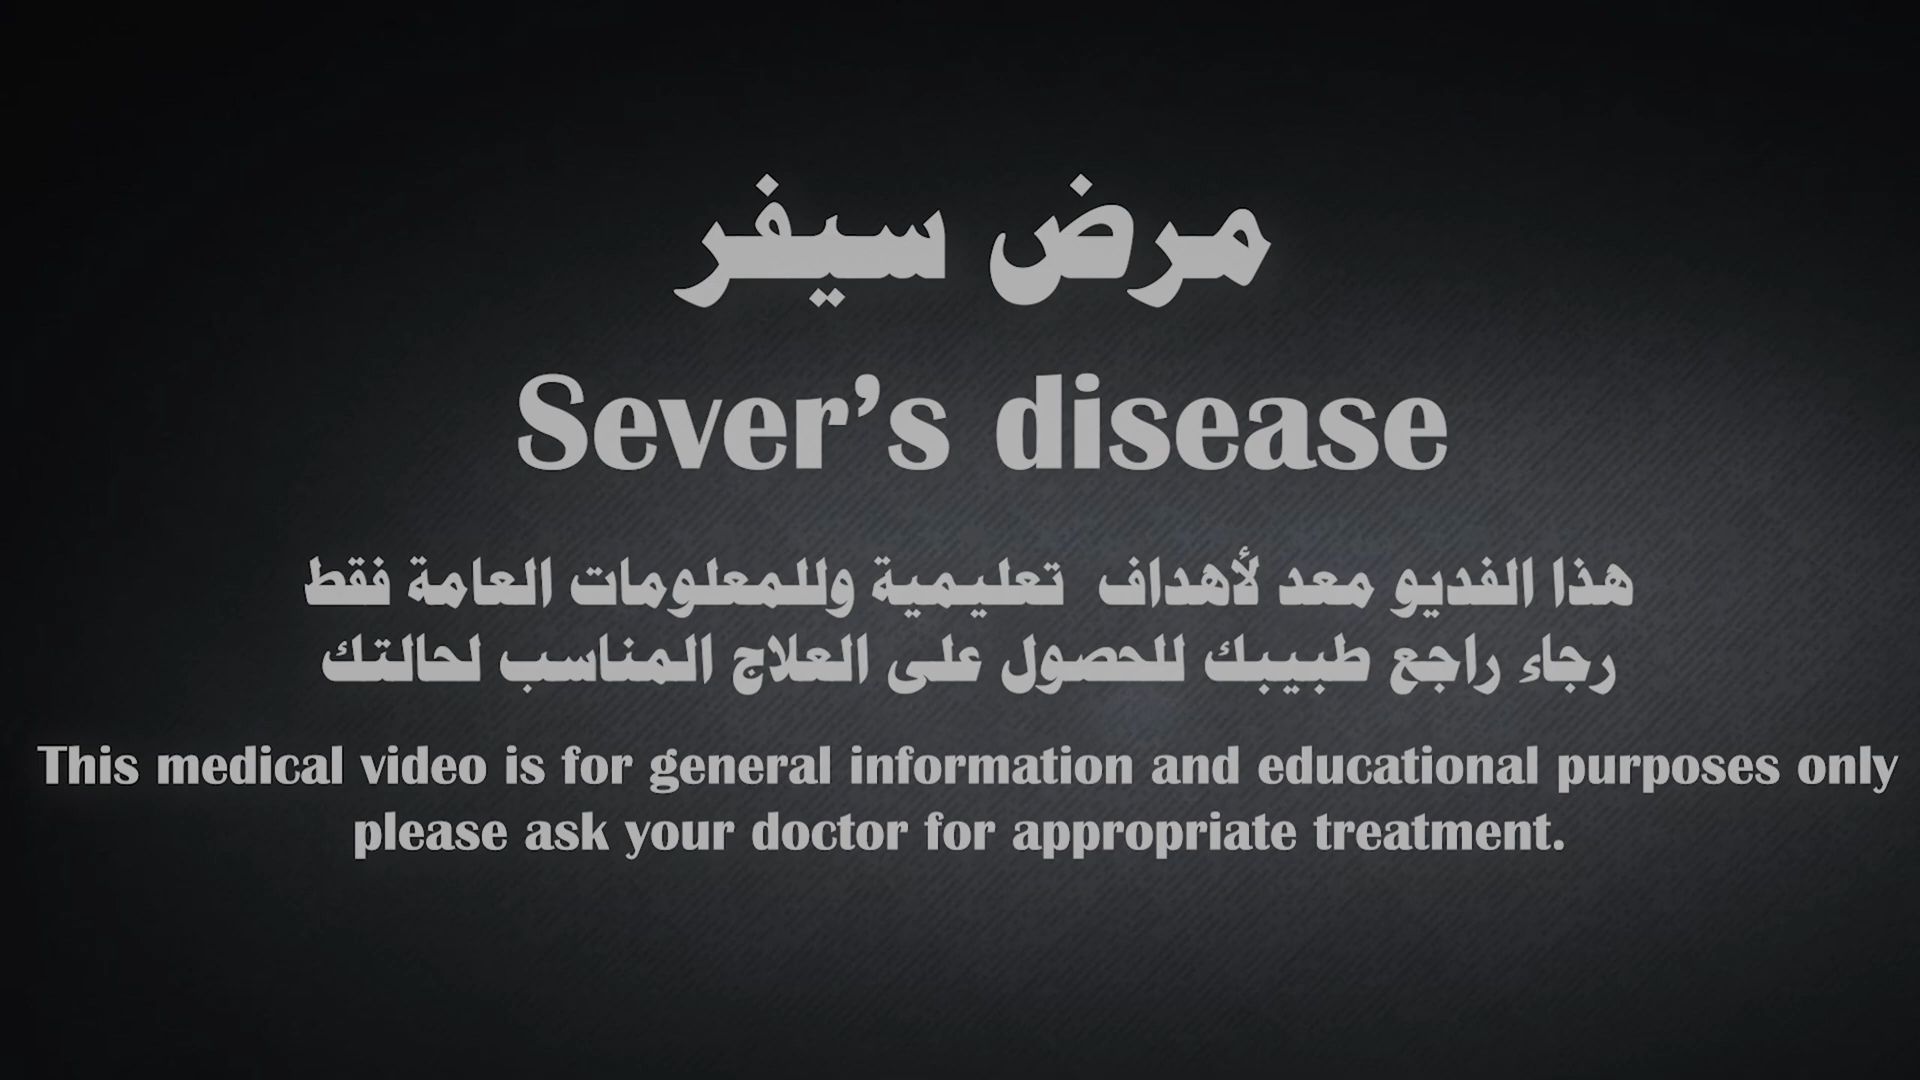 مرض سيفر
Sever’s disease
هذا الفديو معد لأهداف تعليمية وللمعلومات العامة فقط
رجاء راجع طبيبك للحصول على العلاج المناسب لحالتك
This medical video is for general information and educational purposes only
please ask your doctor for appropriate treatment.